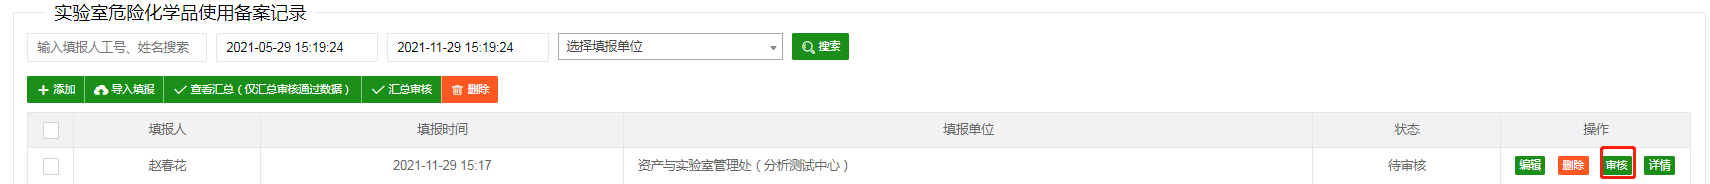 实验室危险化学品使用备案记录
输入填报人工号、姓名搜索 2021-05-29 15:19:24 2021-11-29 15:19:24 选择填报单位 搜索
添加 导入填报 查看汇总（仅汇总审核通过数据） 汇总审核 删除
填报人 填报时间 填报单位 状态 操作
赵春花 2021-11-29 15:17 资产与实验室管理处（分析测试中心） 待审核 编辑 删除 审核 详情